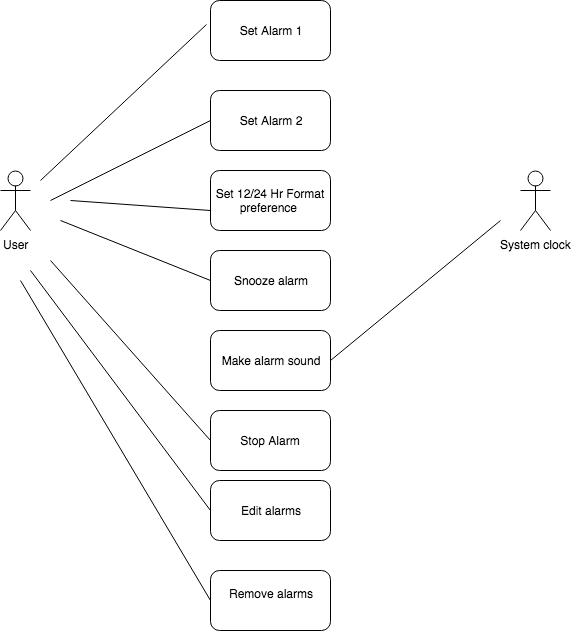 Set Alarm 1
Set Alarm 2
Set 12/24 Hr Format
preference
User
System clock
Snooze alarm
Make alarm sound
Stop Alarm
Edit alarms
Remove alarms